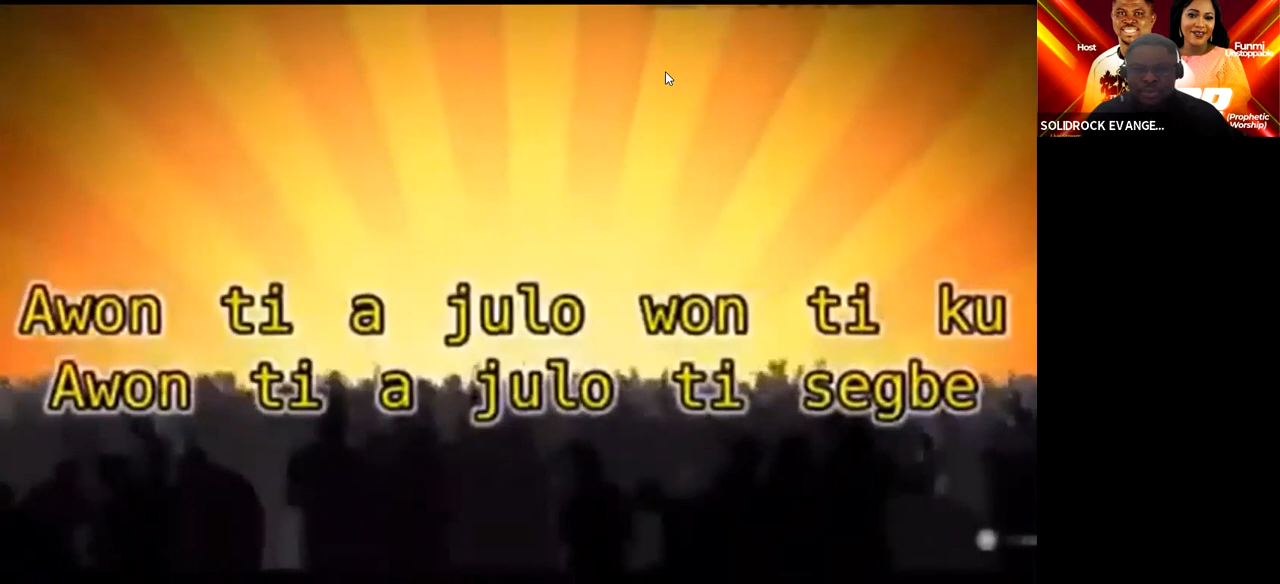 Awon ti a julo won ti ku
Awon ti a julo ti segbe
Host
Funmi
Unstoppable
(Prophetic
Worship)
SOLIDROCK EVANGE...